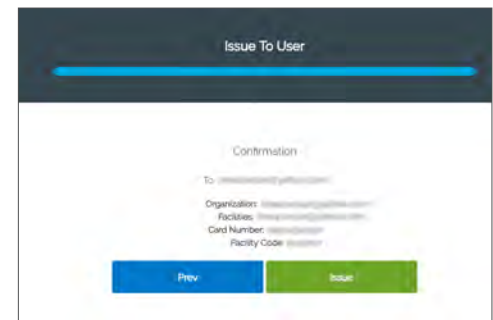 Issue To User
Confirmation
To:
Organization:
Facilities:
Card Number:
Facility Code:
Prev
Issue